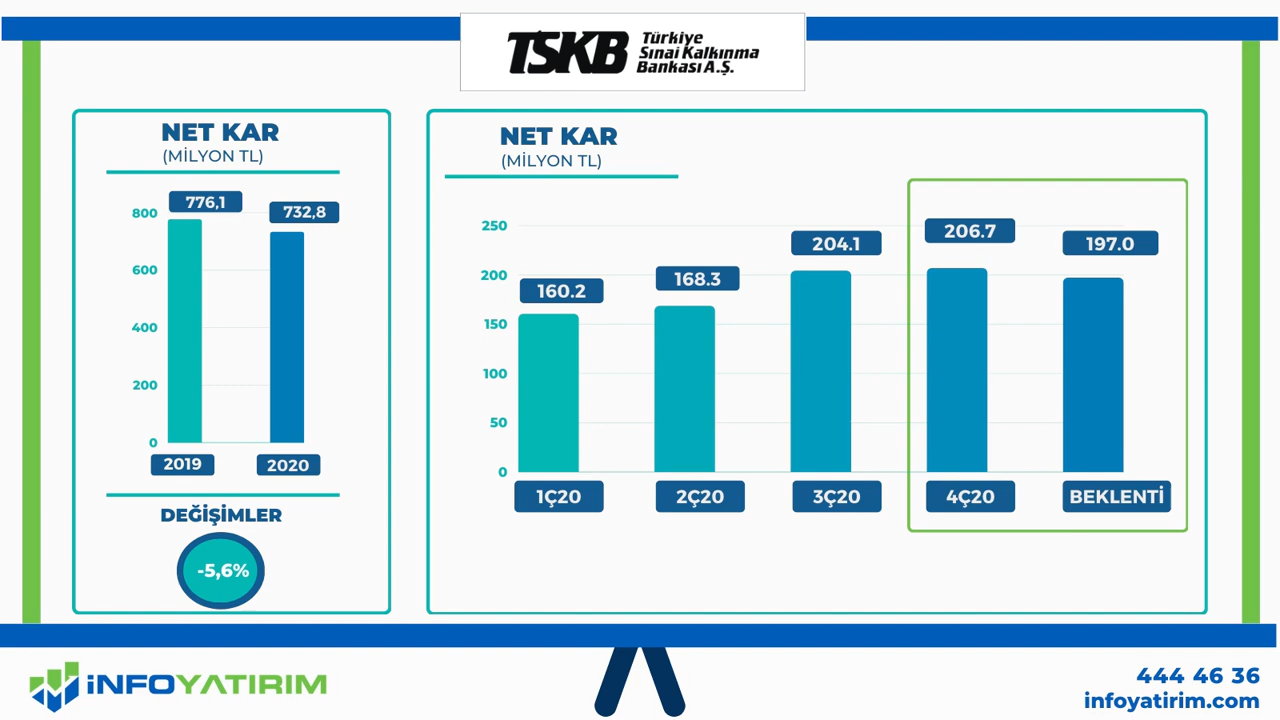 TSKB
Türkiye
Sınai Kalkınma
Bankası A.Ş.
NET KAR
(MİLYON TL)
776,1
732,8
800
600
400
200
0
2019
2020
DEĞİŞİMLER
-5,6%
NET KAR
(MİLYON TL)
250
200
150
100
50
0
160.2
168.3
204.1
206.7
197.0
1Ç20
2Ç20
3Ç20
4Ç20
BEKLENTİ
iNFOYATIRIM
444 46 36
infoyatirim.com